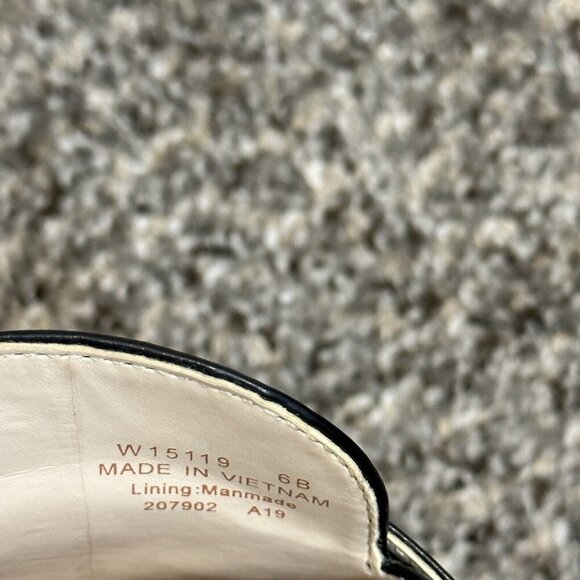 W15119 6B
MADE IN VIETNAM
Lining:Manmade
207902 A19